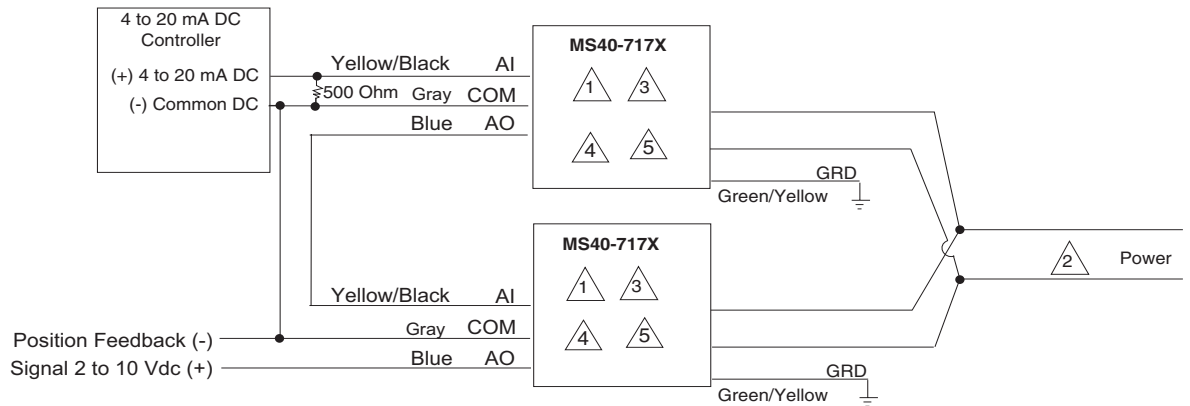 4 to 20 mA DC
Controller
(+) 4 to 20 mA DC
(-) Common DC
Yellow/Black
AI
500 Ohm
Gray
COM
Blue
AO
MS40-717X
1
3
4
5
GRD
Green/Yellow
2
Power
MS40-717X
1
3
4
5
Yellow/Black
AI
Gray
COM
Blue
AO
Position Feedback (-)
Signal 2 to 10 Vdc (+)
GRD
Green/Yellow